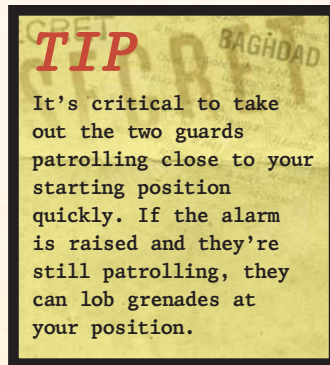 SECRET
BAGHDAD
SECRET
TIP
It's critical to take
out the two guards
patrolling close to your
starting position
quickly. If the alarm
is raised and they're
still patrolling, they
can lob grenades at
your position.